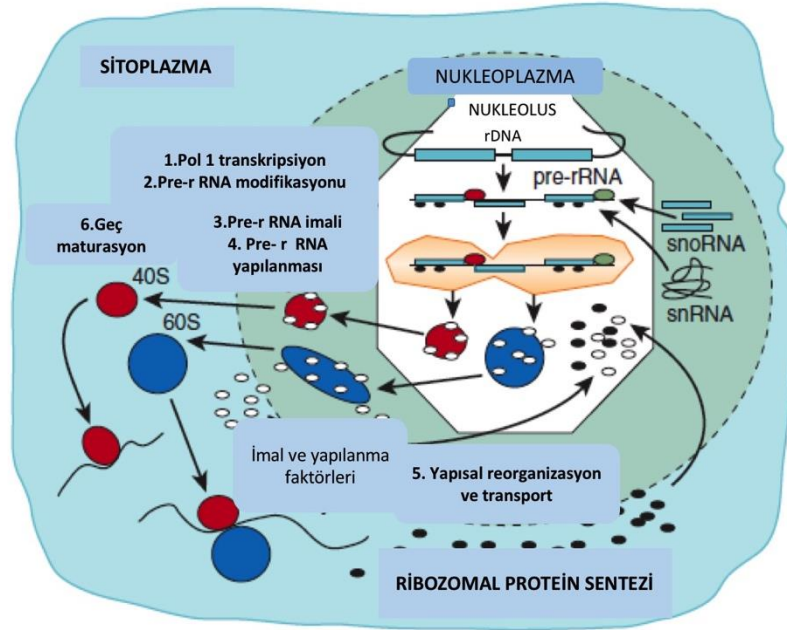 SİTOPLAZMA
NUKLEOPLAZMA
NUKLEOLUS
rDNA
1.Pol 1 transkripsiyon
2.Pre-r RNA modifikasyonu
pre-rRNA
6.Geç
maturasyon
3.Pre-r RNA imali
4. Pre- r RNA
yapılanması
snoRNA
snRNA
40S
60S
İmal ve yapılanma
faktörleri
5. Yapısal reorganizasyon
ve transport
RİBOZOMAL PROTEİN SENTEZİ